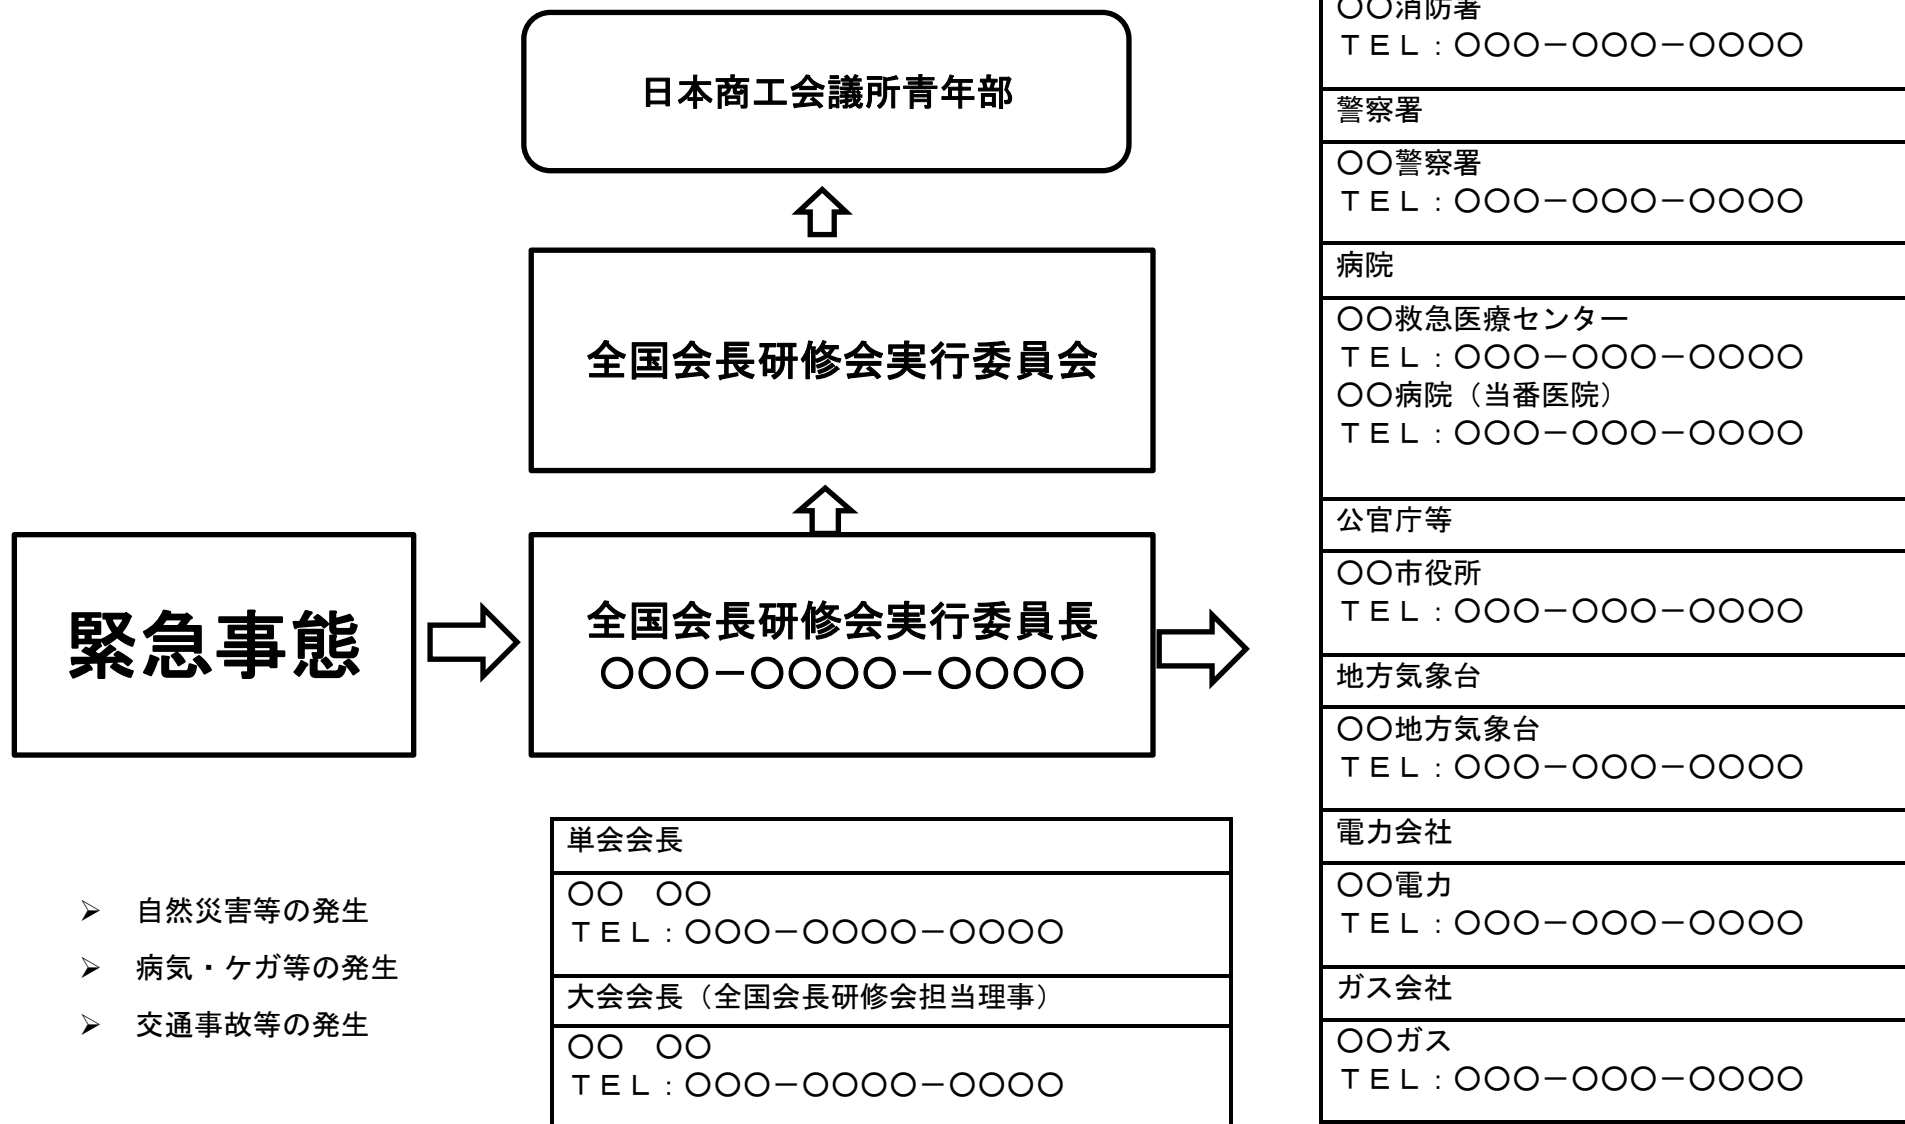 日本商工会議所青年部
全国会長研修会実行委員会
緊急事態
全国会長研修会実行委員長
〇〇〇－〇〇〇〇－〇〇〇〇
➢ 自然災害等の発生
➢ 病気・ケガ等の発生
➢ 交通事故等の発生
単会会長
〇〇　〇〇
ＴＥＬ：〇〇〇－〇〇〇〇－〇〇〇〇
大会会長（全国会長研修会担当理事）
〇〇　〇〇
ＴＥＬ：〇〇〇－〇〇〇〇－〇〇〇〇
〇〇消防署
ＴＥＬ：〇〇〇－〇〇〇－〇〇〇〇
警察署
〇〇警察署
ＴＥＬ：〇〇〇－〇〇〇－〇〇〇〇
病院
〇〇救急医療センター
ＴＥＬ：〇〇〇－〇〇〇－〇〇〇〇
〇〇病院（当番医院）
ＴＥＬ：〇〇〇－〇〇〇－〇〇〇〇
公官庁等
〇〇市役所
ＴＥＬ：〇〇〇－〇〇〇－〇〇〇〇
地方気象台
〇〇地方気象台
ＴＥＬ：〇〇〇－〇〇〇－〇〇〇〇
電力会社
〇〇電力
ＴＥＬ：〇〇〇－〇〇〇－〇〇〇〇
ガス会社
〇〇ガス
ＴＥＬ：〇〇〇－〇〇〇－〇〇〇〇